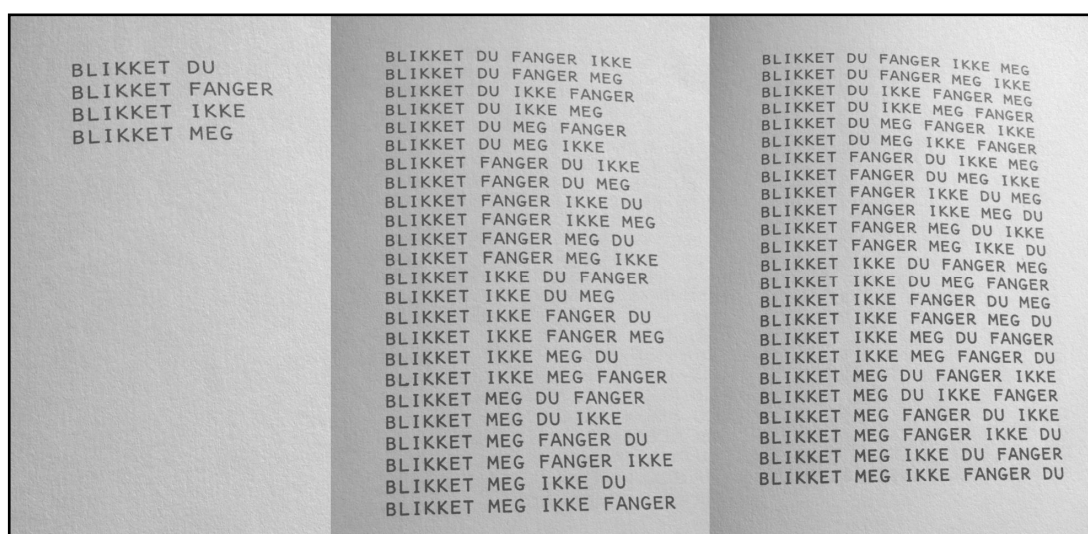 BLIKKET DU
BLIKKET FANGER
BLIKKET IKKE
BLIKKET MEG
BLIKKET DU FANGER IKKE
BLIKKET DU FANGER MEG
BLIKKET DU IKKE FANGER
BLIKKET DU IKKE MEG
BLIKKET DU MEG FANGER
BLIKKET DU MEG IKKE
BLIKKET FANGER DU IKKE
BLIKKET FANGER DU MEG
BLIKKET FANGER IKKE DU
BLIKKET FANGER IKKE MEG
BLIKKET FANGER MEG DU
BLIKKET FANGER MEG IKKE
BLIKKET IKKE DU FANGER
BLIKKET IKKE DU MEG
BLIKKET IKKE FANGER DU
BLIKKET IKKE FANGER MEG
BLIKKET IKKE MEG DU
BLIKKET IKKE MEG FANGER
BLIKKET MEG DU FANGER
BLIKKET MEG DU IKKE
BLIKKET MEG FANGER DU
BLIKKET MEG FANGER IKKE
BLIKKET MEG IKKE DU
BLIKKET MEG IKKE FANGER
BLIKKET DU FANGER IKKE MEG
BLIKKET DU FANGER MEG IKKE
BLIKKET DU IKKE FANGER MEG
BLIKKET DU IKKE MEG FANGER
BLIKKET DU MEG FANGER IKKE
BLIKKET DU MEG IKKE FANGER
BLIKKET FANGER DU IKKE MEG
BLIKKET FANGER DU MEG IKKE
BLIKKET FANGER IKKE DU MEG
BLIKKET FANGER IKKE MEG DU
BLIKKET FANGER MEG DU IKKE
BLIKKET FANGER MEG IKKE DU
BLIKKET IKKE DU FANGER MEG
BLIKKET IKKE DU MEG FANGER
BLIKKET IKKE FANGER DU MEG
BLIKKET IKKE FANGER MEG DU
BLIKKET IKKE MEG DU FANGER
BLIKKET IKKE MEG FANGER DU
BLIKKET MEG DU FANGER IKKE
BLIKKET MEG DU IKKE FANGER
BLIKKET MEG FANGER DU IKKE
BLIKKET MEG FANGER IKKE DU
BLIKKET MEG IKKE DU FANGER
BLIKKET MEG IKKE FANGER DU